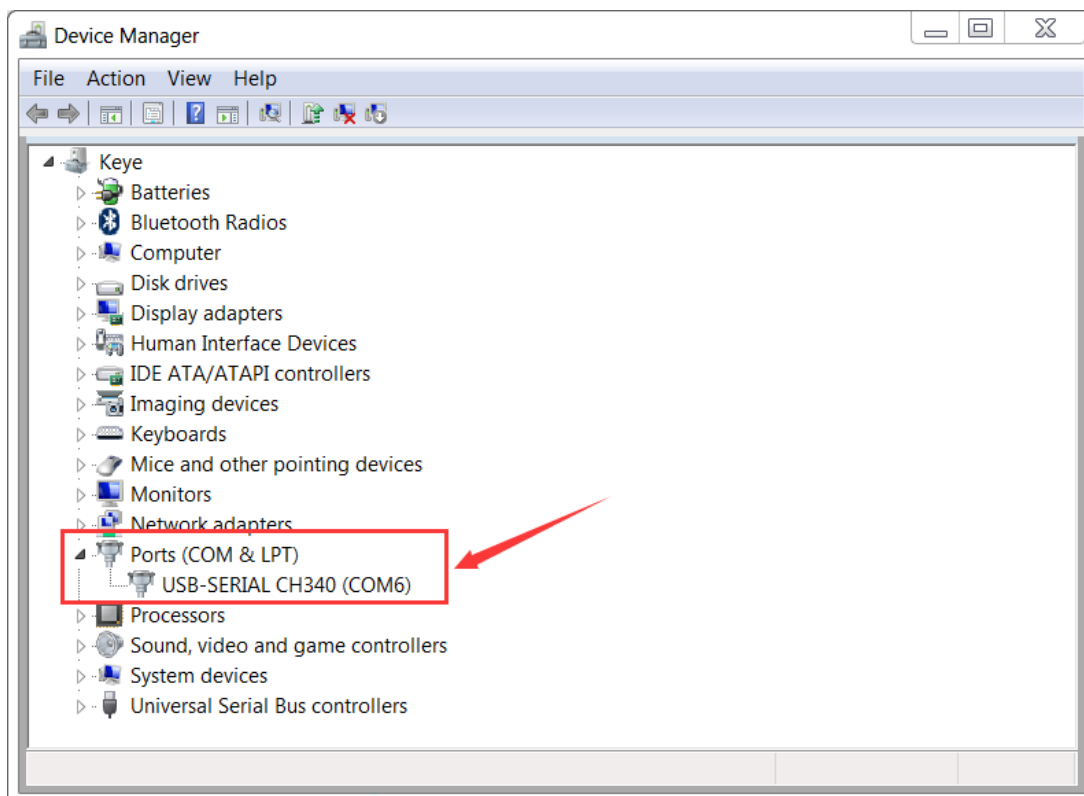 Device Manager
File Action View Help
Keye
Batteries
Bluetooth Radios
Computer
Disk drives
Display adapters
Human Interface Devices
IDE ATA/ATAPI controllers
Imaging devices
Keyboards
Mice and other pointing devices
Monitors
Network adapters
Ports (COM & LPT)
USB-SERIAL CH340 (COM6)
Processors
Sound, video and game controllers
System devices
Universal Serial Bus controllers